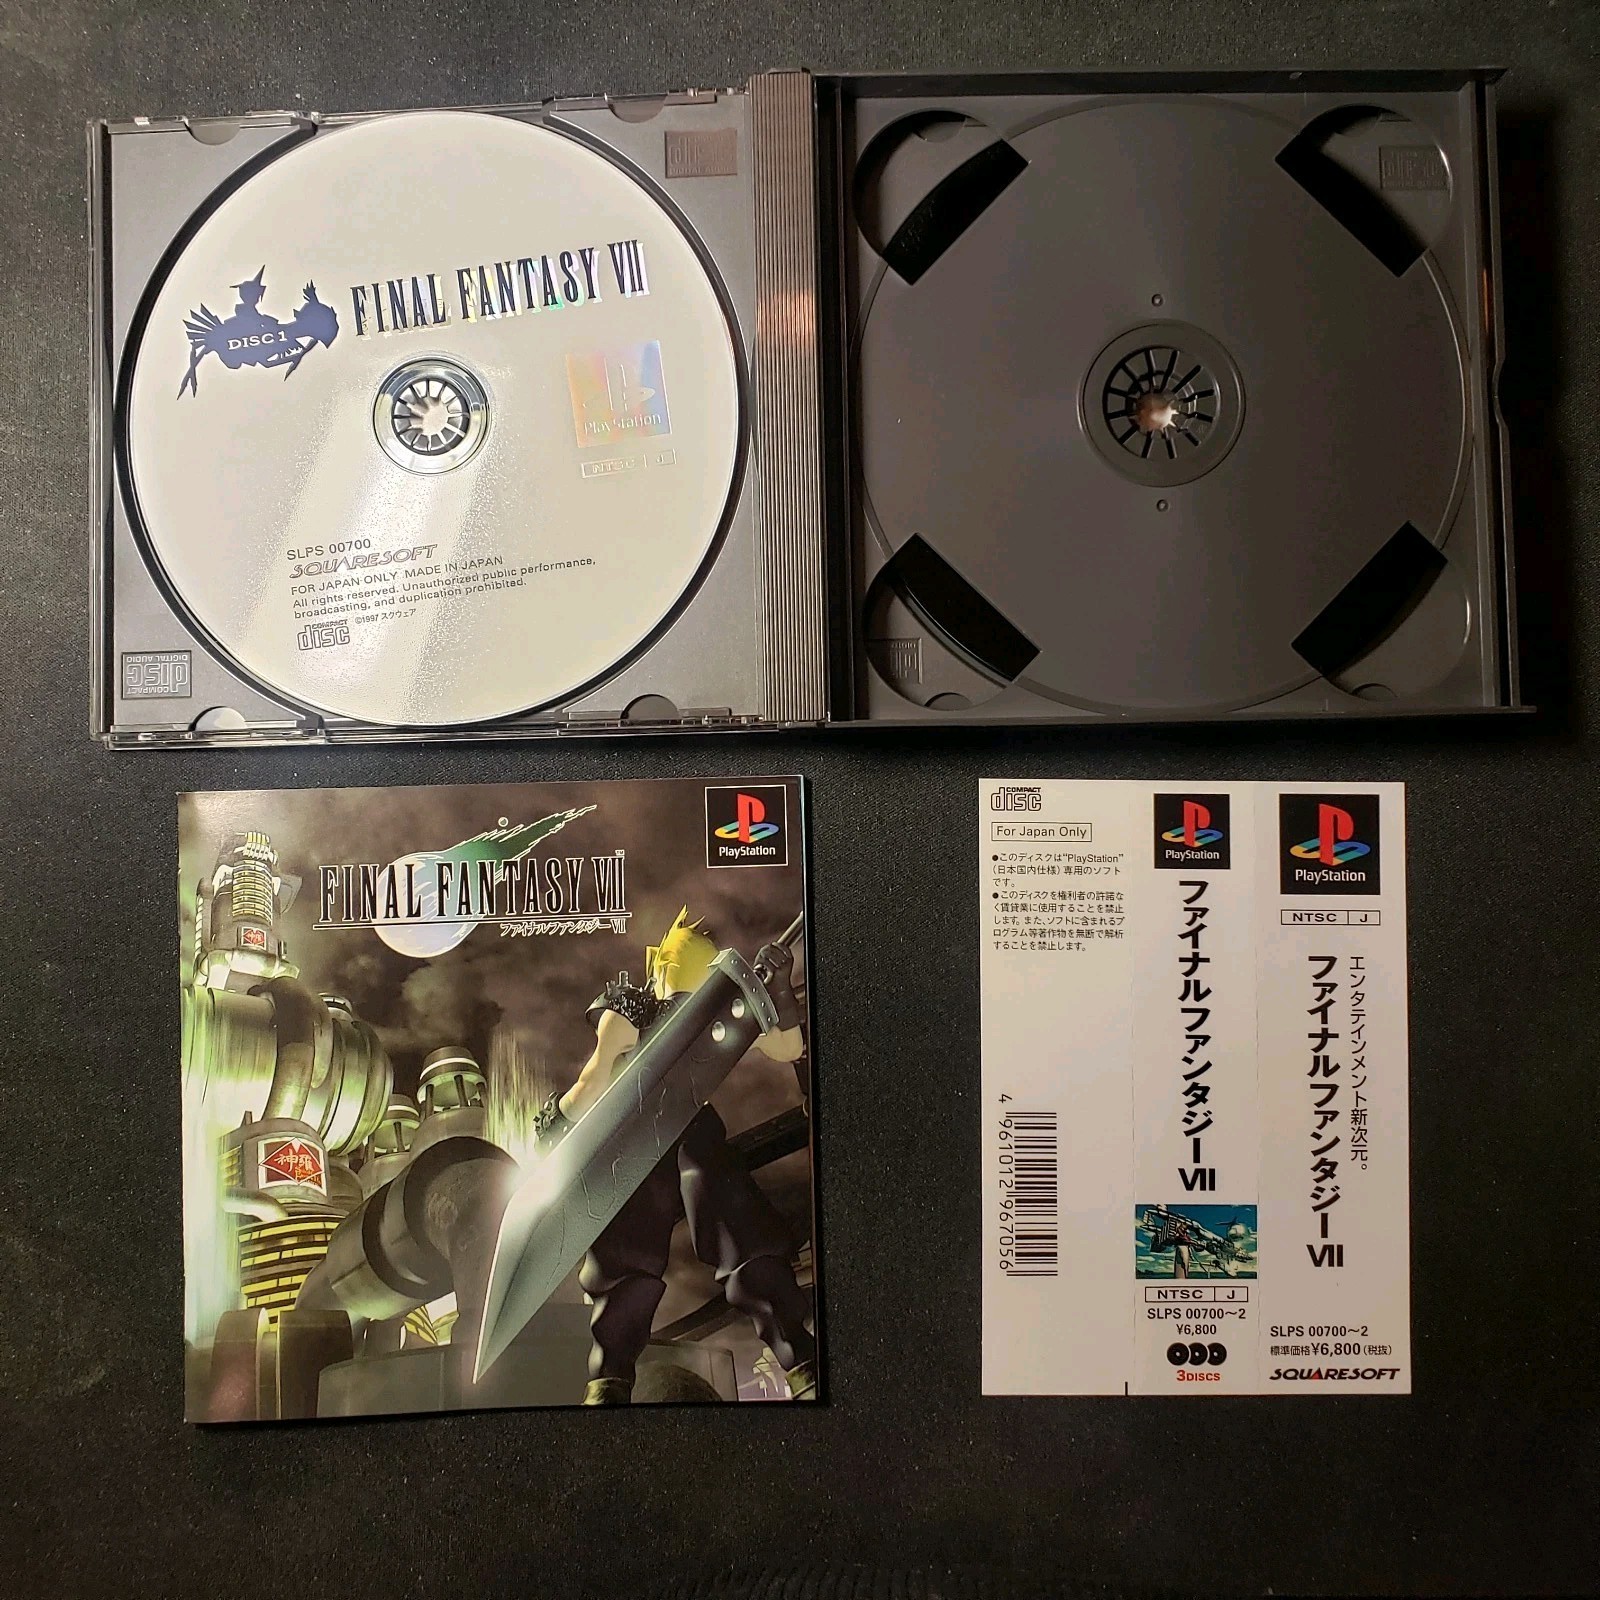 DISC 1
FINAL FANTASY VII
PlayStation
NTSC J
SLPS 00700
SQUARESOFT
FOR JAPAN ONLY MADE IN JAPAN
All rights reserved. Unauthorized public performance,
broadcasting, and duplication prohibited.
COMPACT disc ©1997 スクウェア
COMPACT disc DIGITAL AUDIO
PlayStation
FINAL FANTASY VII™
ファイナルファンタジーVII
神羅
COMPACT disc
For Japan Only
●このディスクは"PlayStation"
(日本国内仕様)専用のソフト
です。
●このディスクを権利者の許諾な
く賃貸業に使用することを禁止
します。また、ソフトに含まれるプ
ログラム等著作物を無断で解析
することを禁止します。
4 961012 967056
PlayStation
ファイナルファンタジーVII
NTSC J
SLPS 00700～2
¥6,800
3DISCS
PlayStation
NTSC J
エンタテインメント新次元。
ファイナルファンタジーVII
SLPS 00700～2
標準価格¥6,800(税抜)
SQUARESOFT